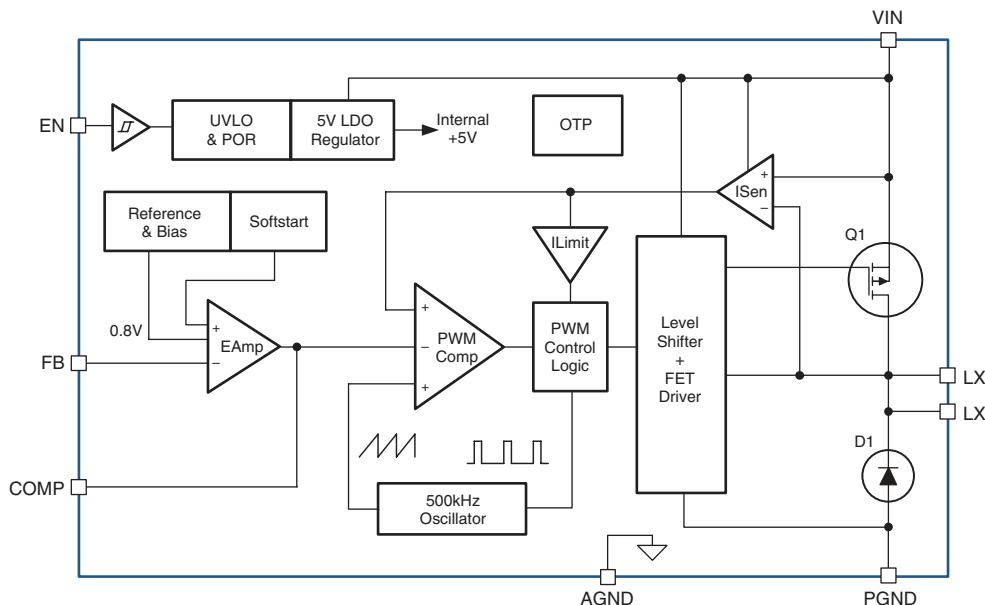 VIN
EN
UVLO
& POR
5V LDO
Regulator
Internal
+5V
OTP
+
ISen
–
Reference
& Bias
Softstart
ILimit
Q1
0.8V
+
EAmp
–
FB
+
–
PWM
Comp
+
PWM
Control
Logic
Level
Shifter
+
FET
Driver
LX
LX
D1
COMP
500kHz
Oscillator
AGND
PGND